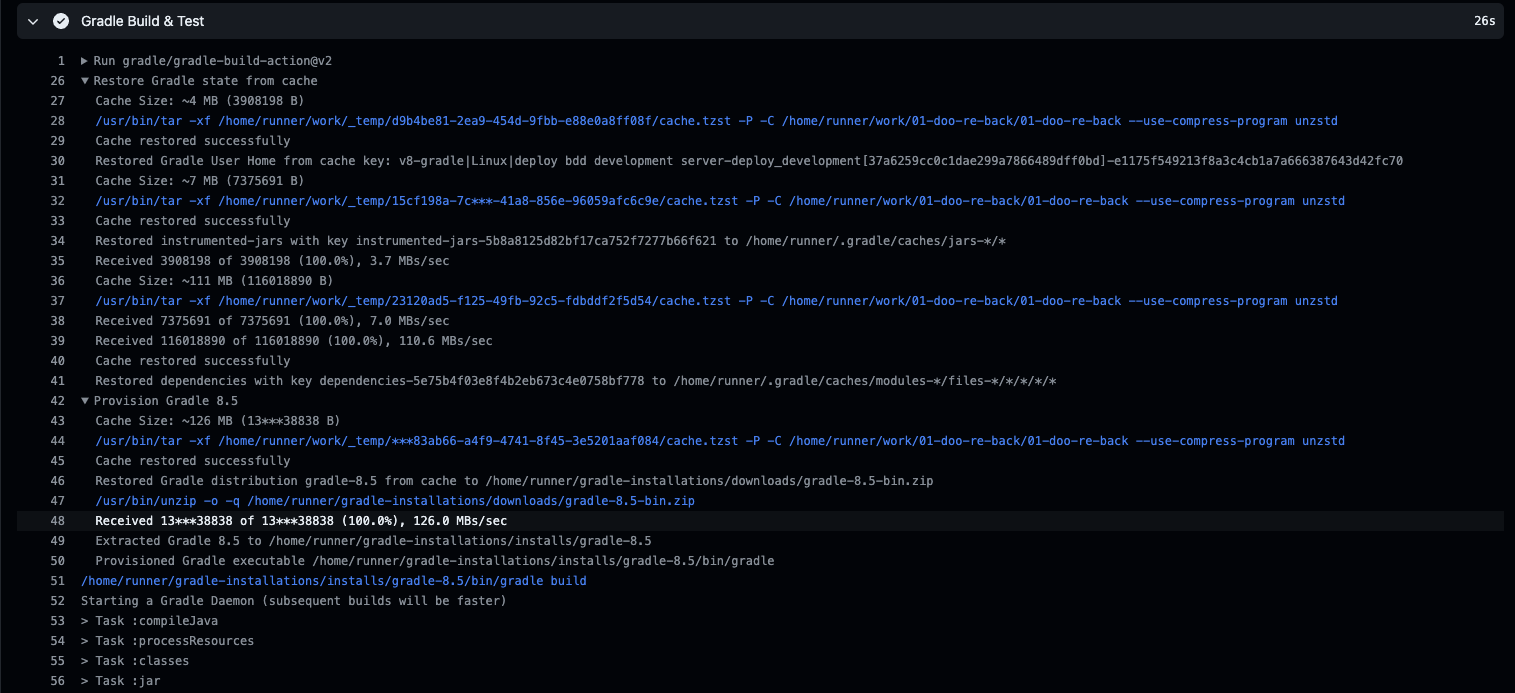 Gradle Build & Test 26s
1 ▶ Run gradle/gradle-build-action@v2
26 ▼ Restore Gradle state from cache
27 Cache Size: ~4 MB (3908198 B)
28 /usr/bin/tar -xf /home/runner/work/_temp/d9b4be81-2ea9-454d-9fbb-e88e0a8ff08f/cache.tzst -P -C /home/runner/work/01-doo-re-back/01-doo-re-back --use-compress-program unzstd
29 Cache restored successfully
30 Restored Gradle User Home from cache key: v8-gradle|Linux|deploy bdd development server-deploy_development[37a6259cc0c1dae299a7866489dff0bd]-e1175f549213f8a3c4cb1a7a666387643d42fc70
31 Cache Size: ~7 MB (7375691 B)
32 /usr/bin/tar -xf /home/runner/work/_temp/15cf198a-7c***-41a8-856e-96059afc6c9e/cache.tzst -P -C /home/runner/work/01-doo-re-back/01-doo-re-back --use-compress-program unzstd
33 Cache restored successfully
34 Restored instrumented-jars with key instrumented-jars-5b8a8125d82bf17ca752f7277b66f621 to /home/runner/.gradle/caches/jars-*/*
35 Received 3908198 of 3908198 (100.0%), 3.7 MBs/sec
36 Cache Size: ~111 MB (116018890 B)
37 /usr/bin/tar -xf /home/runner/work/_temp/23120ad5-f125-49fb-92c5-fdbddf2f5d54/cache.tzst -P -C /home/runner/work/01-doo-re-back/01-doo-re-back --use-compress-program unzstd
38 Received 7375691 of 7375691 (100.0%), 7.0 MBs/sec
39 Received 116018890 of 116018890 (100.0%), 110.6 MBs/sec
40 Cache restored successfully
41 Restored dependencies with key dependencies-5e75b4f03e8f4b2eb673c4e0758bf778 to /home/runner/.gradle/caches/modules-*/files-*/*/*/*/*
42 ▼ Provision Gradle 8.5
43 Cache Size: ~126 MB (13***38838 B)
44 /usr/bin/tar -xf /home/runner/work/_temp/***83ab66-a4f9-4741-8f45-3e5201aaf084/cache.tzst -P -C /home/runner/work/01-doo-re-back/01-doo-re-back --use-compress-program unzstd
45 Cache restored successfully
46 Restored Gradle distribution gradle-8.5 from cache to /home/runner/gradle-installations/downloads/gradle-8.5-bin.zip
47 /usr/bin/unzip -o -q /home/runner/gradle-installations/downloads/gradle-8.5-bin.zip
48 Received 13***38838 of 13***38838 (100.0%), 126.0 MBs/sec
49 Extracted Gradle 8.5 to /home/runner/gradle-installations/installs/gradle-8.5
50 Provisioned Gradle executable /home/runner/gradle-installations/installs/gradle-8.5/bin/gradle
51 /home/runner/gradle-installations/installs/gradle-8.5/bin/gradle build
52 Starting a Gradle Daemon (subsequent builds will be faster)
53 > Task :compileJava
54 > Task :processResources
55 > Task :classes
56 > Task :jar